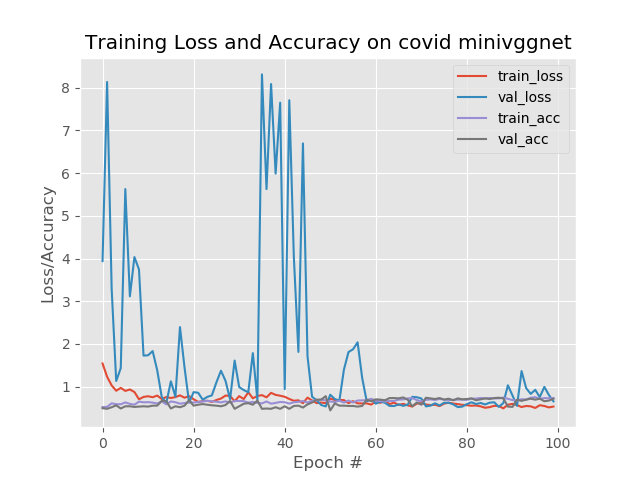 Training Loss and Accuracy on covid minivggnet
train_loss
val_loss
train_acc
val_acc
8
7
6
5
4
3
2
1
Loss/Accuracy
0 20 40 60 80 100
Epoch #